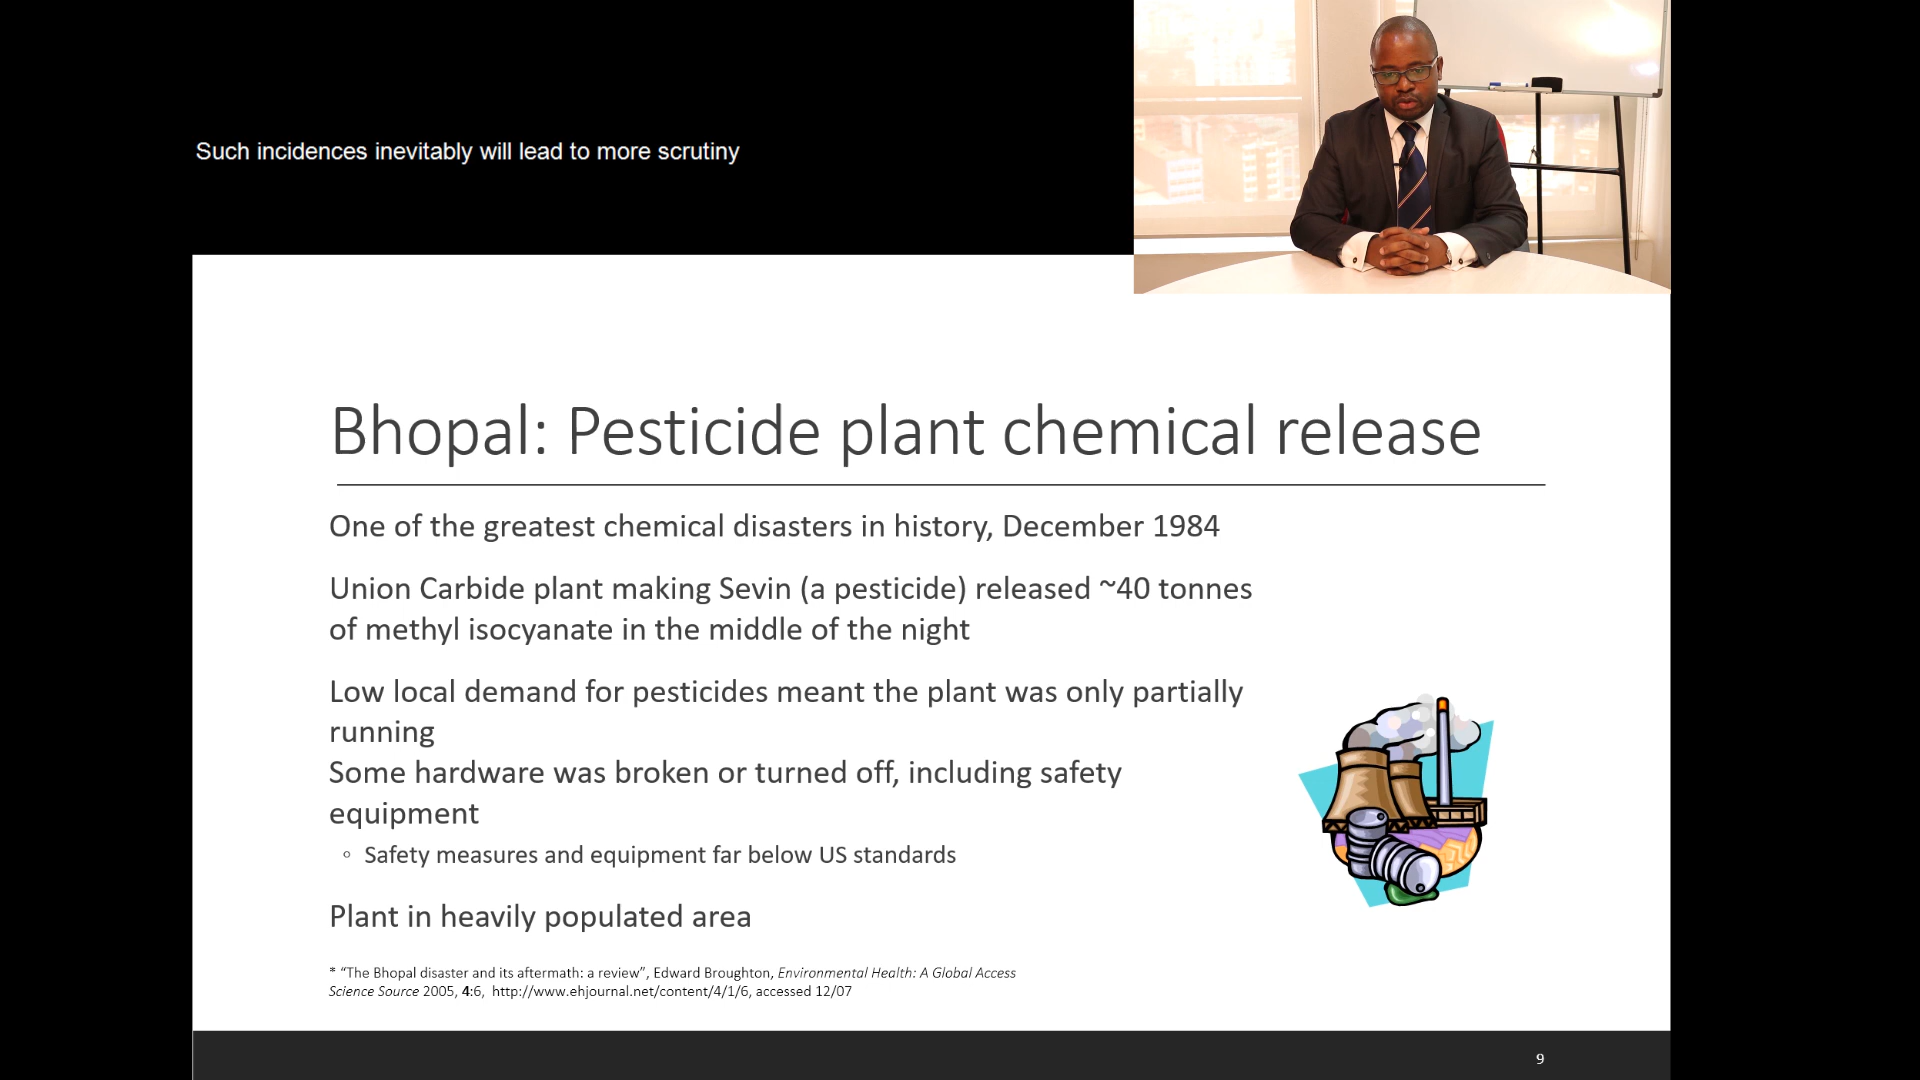 Such incidences inevitably will lead to more scrutiny
Bhopal: Pesticide plant chemical release
One of the greatest chemical disasters in history, December 1984
Union Carbide plant making Sevin (a pesticide) released ~40 tonnes
of methyl isocyanate in the middle of the night
Low local demand for pesticides meant the plant was only partially
running
Some hardware was broken or turned off, including safety
equipment
◦ Safety measures and equipment far below US standards
Plant in heavily populated area
* “The Bhopal disaster and its aftermath: a review”, Edward Broughton, Environmental Health: A Global Access
Science Source 2005, 4:6, http://www.ehjournal.net/content/4/1/6, accessed 12/07
9